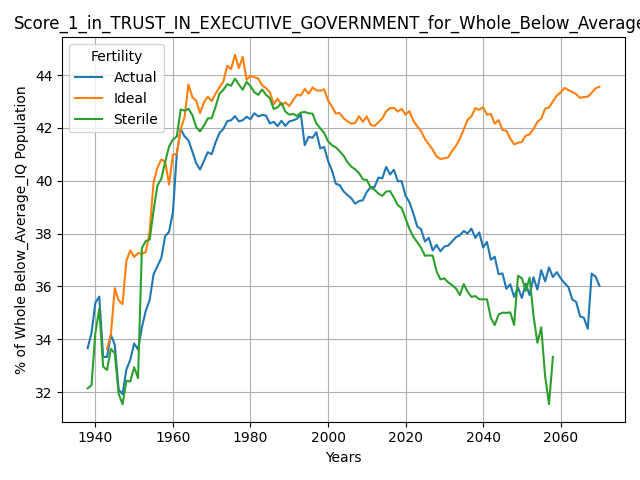 Score_1_in_TRUST_IN_EXECUTIVE_GOVERNMENT_for_Whole_Below_Average
Fertility
Actual
Ideal
Sterile
% of Whole Below_Average_IQ Population
44
42
40
38
36
34
32
1940 1960 1980 2000 2020 2040 2060
Years